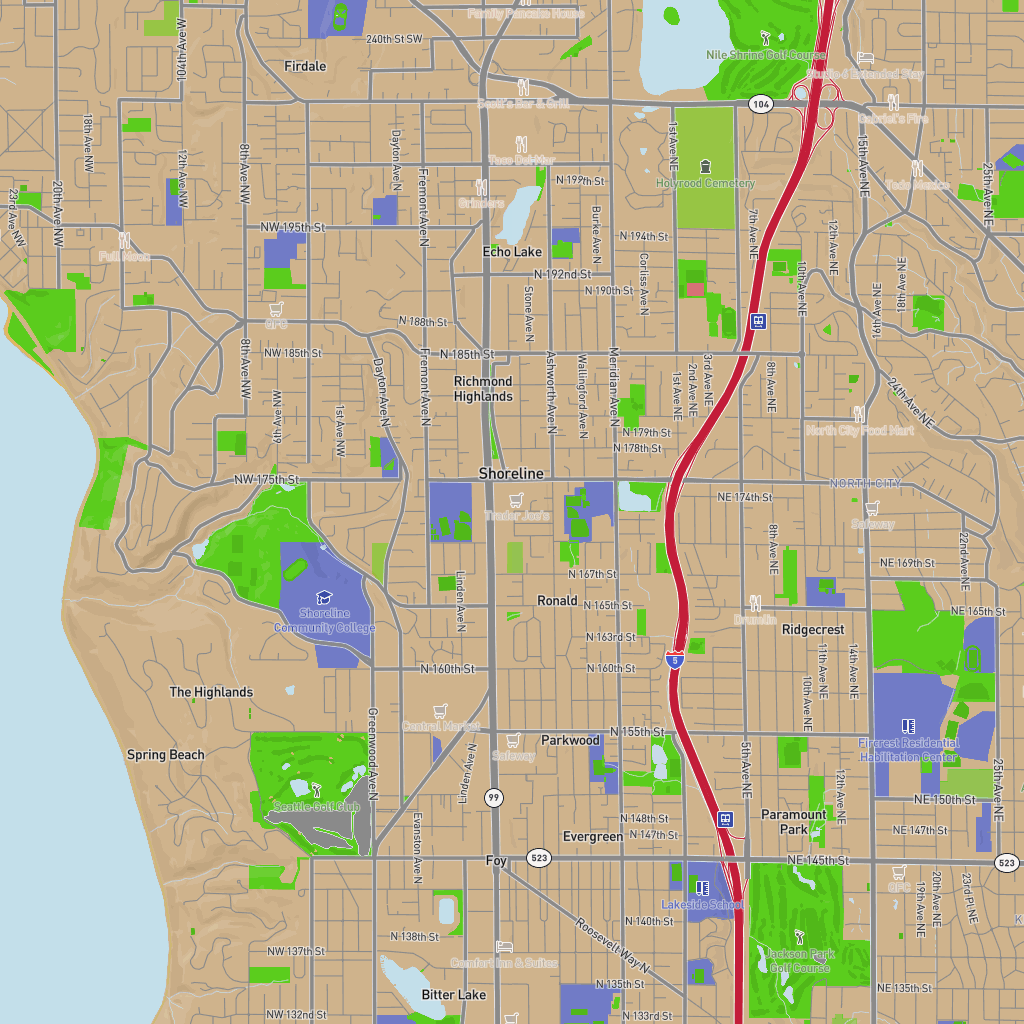 Family Pancake House
104th Ave W
240th St SW
Firdale
Nile Shrine Golf Course
Studio 6 Extended Stay
Scott's Bar & Grill
104
Gabriel's Fire
18th Ave NW
12th Ave NW
8th Ave NW
Dayton Ave N
Fremont Ave N
Taco Del Mar
1st Ave NE
15th Ave NE
Holyrood Cemetery
Todo Mexico
25th Ave NE
20th Ave NW
23rd Ave NW
Grinders
N 199th St
NW 195th St
Burke Ave N
N 194th St
7th Ave NE
12th Ave NE
Full Moon
Echo Lake
N 192nd St
Corliss Ave N
10th Ave NE
18th Ave NE
N 190th St
Stone Ave N
QFC
N 188th St
16th Ave NE
NW 185th St
8th Ave NW
N 185th St
Fremont Ave N
Dayton Ave N
Ashworth Ave N
Wallingford Ave N
Meridian Ave N
1st Ave NE
2nd Ave NE
3rd Ave NE
8th Ave NE
Richmond
Highlands
24th Ave NE
4th Ave NW
1st Ave NW
N 179th St
N 178th St
North City Food Mart
Shoreline
NW 175th St
NORTH CITY
Trader Joe's
NE 174th St
Safeway
8th Ave NE
22nd Ave NE
NE 169th St
N 167th St
Linden Ave N
Shoreline
Community College
Ronald
N 165th St
Drumlin
NE 165th St
Ridgecrest
N 163rd St
11th Ave NE
14th Ave NE
5
N 160th St
N 160th St
10th Ave NE
The Highlands
Greenwood Ave N
Central Market
N 155th St
Parkwood
Safeway
5th Ave NE
Fircrest Residential
Habilitation Center
Spring Beach
Linden Ave N
12th Ave NE
25th Ave NE
99
NE 150th St
Seattle Golf Club
Evanston Ave N
N 148th St
N 147th St
Evergreen
Paramount
Park
NE 147th St
Foy
523
NE 145th St
523
QFC
Lakeside School
19th Ave NE
20th Ave NE
23rd Pl NE
N 140th St
N 138th St
Roosevelt Way N
NW 137th St
Comfort Inn & Suites
Jackson Park
Golf Course
N 135th St
NE 135th St
Bitter Lake
NW 132nd St
N 133rd St